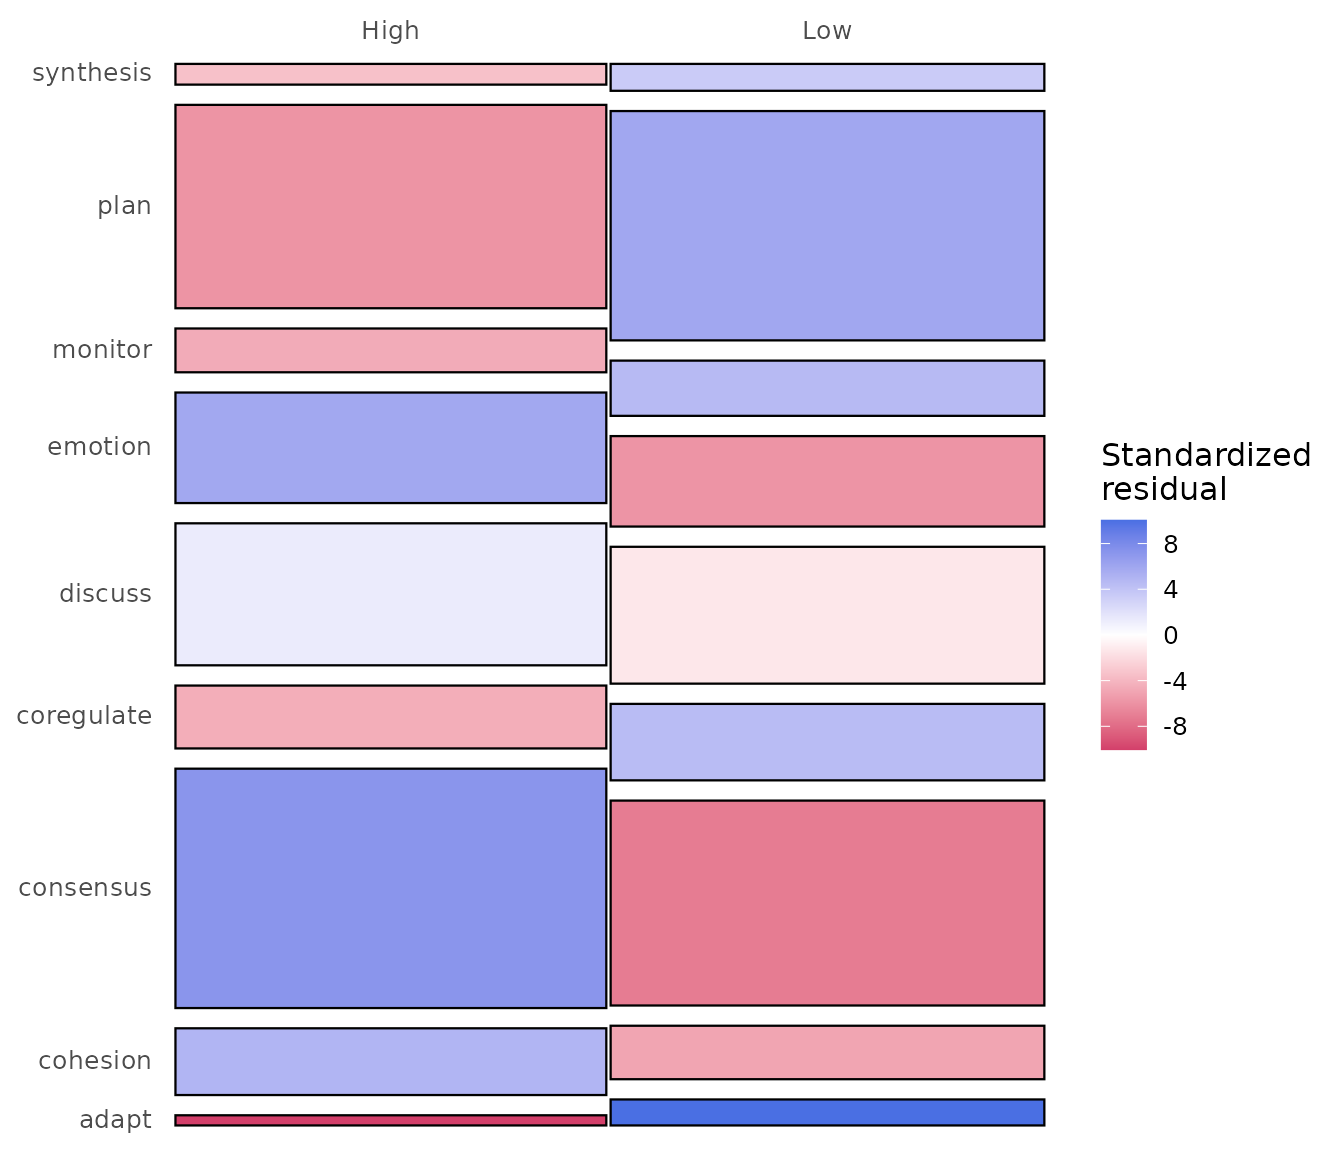 High
Low
synthesis
plan
monitor
emotion
discuss
coregulate
consensus
cohesion
adapt
Standardized
residual
8
4
0
-4
-8